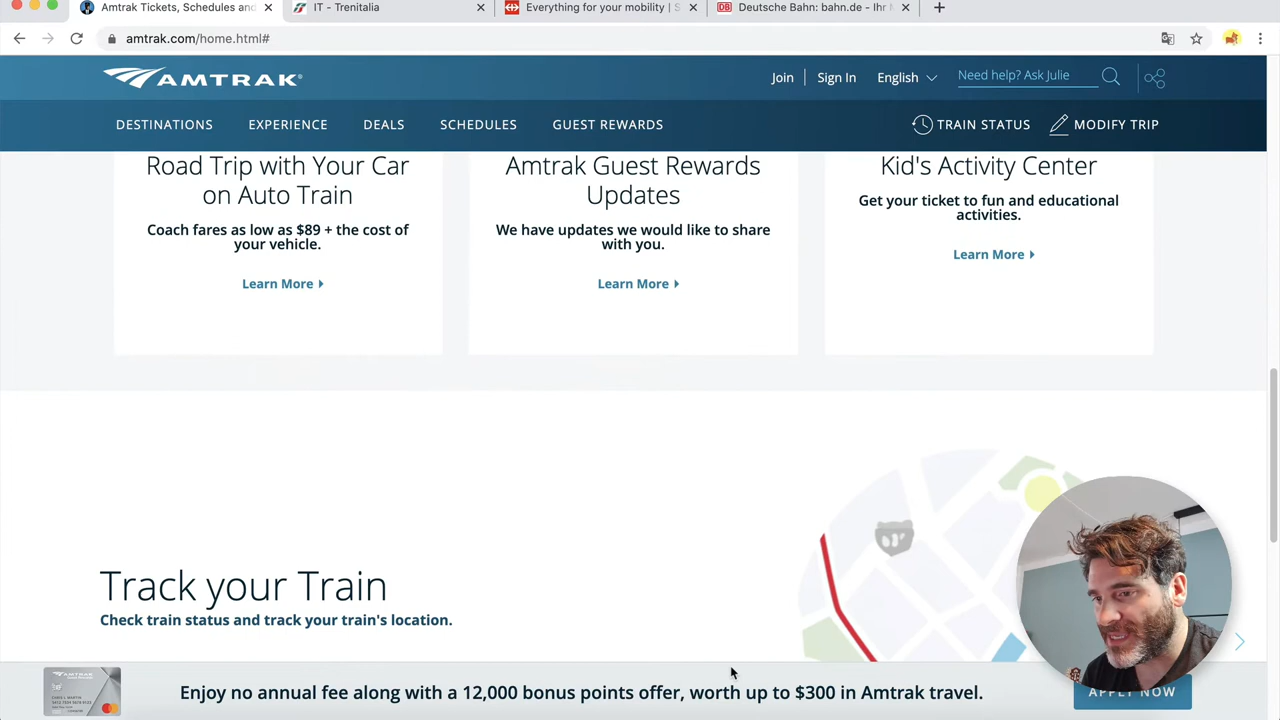 Amtrak Tickets, Schedules and
IT - Trenitalia
Everything for your mobility | S
Deutsche Bahn: bahn.de - Ihr
amtrak.com/home.html#
AMTRAK
Join
Sign In
English
Need help? Ask Julie
DESTINATIONS
EXPERIENCE
DEALS
SCHEDULES
GUEST REWARDS
TRAIN STATUS
MODIFY TRIP
Road Trip with Your Car
on Auto Train
Coach fares as low as $89 + the cost of
your vehicle.
Learn More
Amtrak Guest Rewards
Updates
We have updates we would like to share
with you.
Learn More
Kid's Activity Center
Get your ticket to fun and educational
activities.
Learn More
Track your Train
Check train status and track your train's location.
Enjoy no annual fee along with a 12,000 bonus points offer, worth up to $300 in Amtrak travel.
APPLY NOW